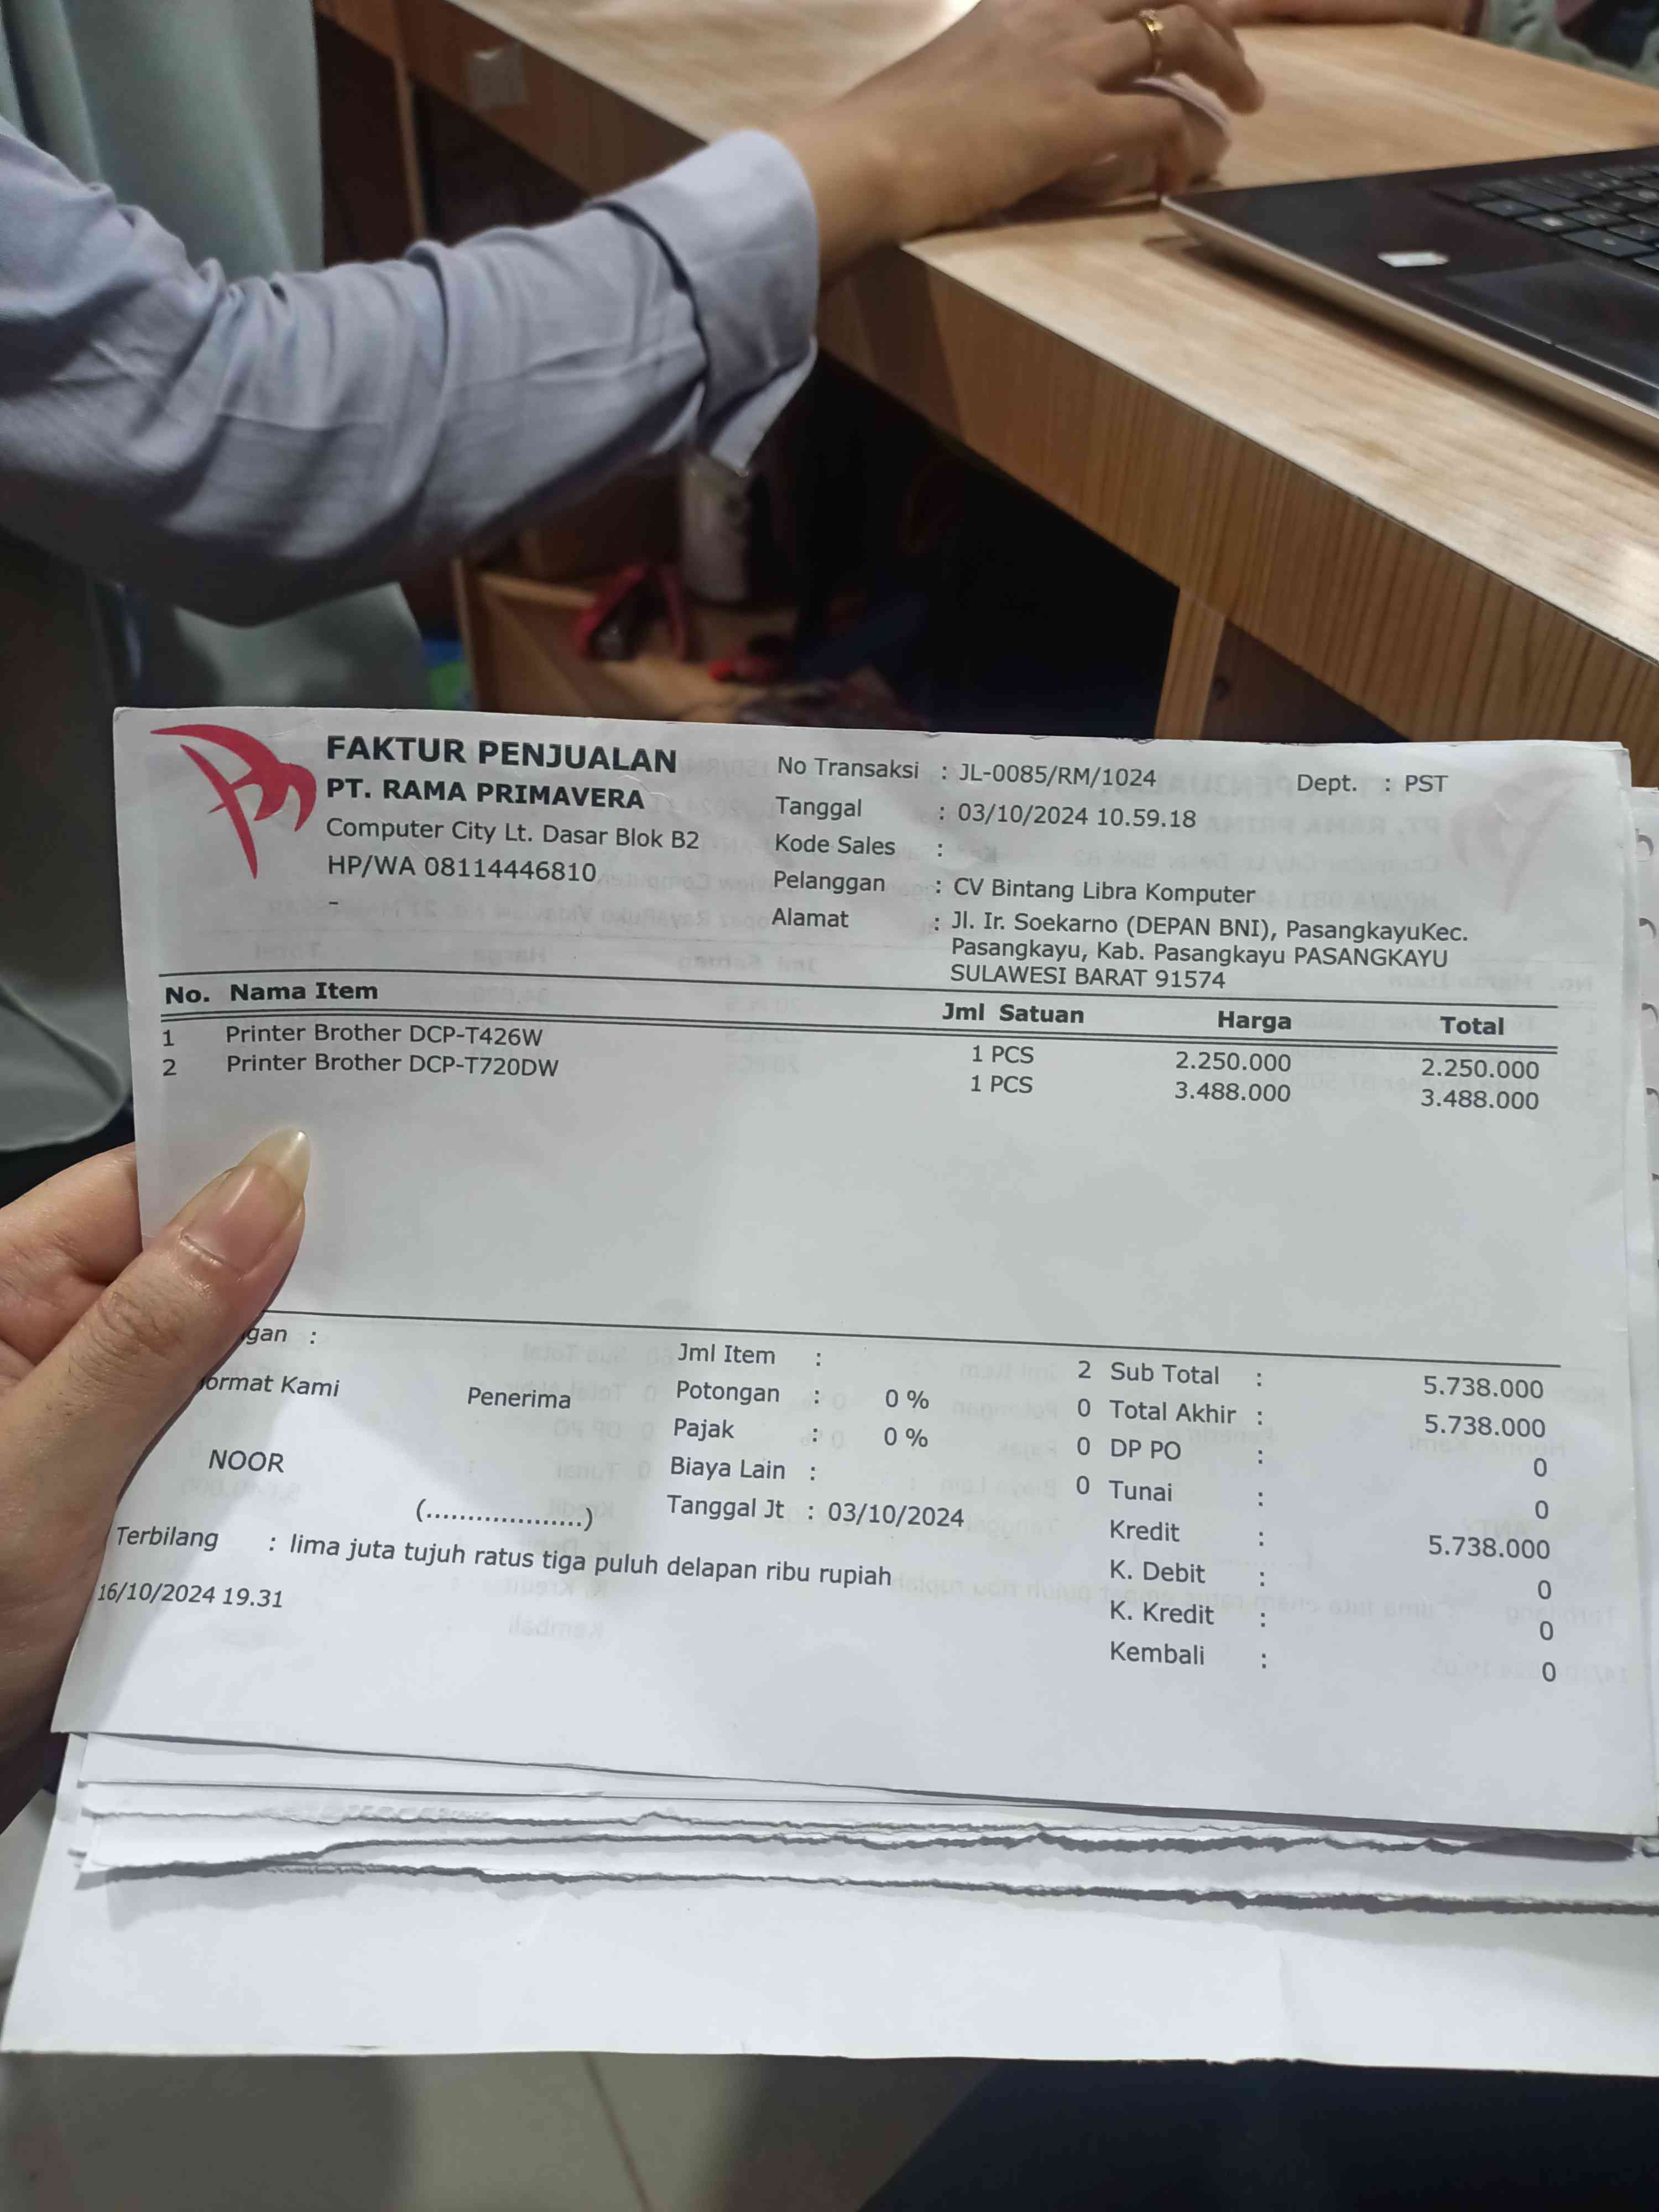 FAKTUR PENJUALAN
PT. RAMA PRIMAVERA
Computer City Lt. Dasar Blok B2
HP/WA 08114446810
-
No Transaksi : JL-0085/RM/1024 Dept. : PST
Tanggal : 03/10/2024 10.59.18
Kode Sales :
Pelanggan : CV Bintang Libra Komputer
Alamat : Jl. Ir. Soekarno (DEPAN BNI), PasangkayuKec.
Pasangkayu, Kab. Pasangkayu PASANGKAYU
SULAWESI BARAT 91574
No. Nama Item Jml Satuan Harga Total
1 Printer Brother DCP-T426W 1 PCS 2.250.000 2.250.000
2 Printer Brother DCP-T720DW 1 PCS 3.488.000 3.488.000
gan :
ormat Kami Penerima
NOOR
(...................)
Jml Item : 2
Potongan : 0 % 0
Pajak : 0 % 0
Biaya Lain : 0
Tanggal Jt : 03/10/2024
Sub Total : 5.738.000
Total Akhir : 5.738.000
DP PO : 0
Tunai : 0
Kredit : 5.738.000
K. Debit : 0
K. Kredit : 0
Kembali : 0
Terbilang : lima juta tujuh ratus tiga puluh delapan ribu rupiah
16/10/2024 19.31